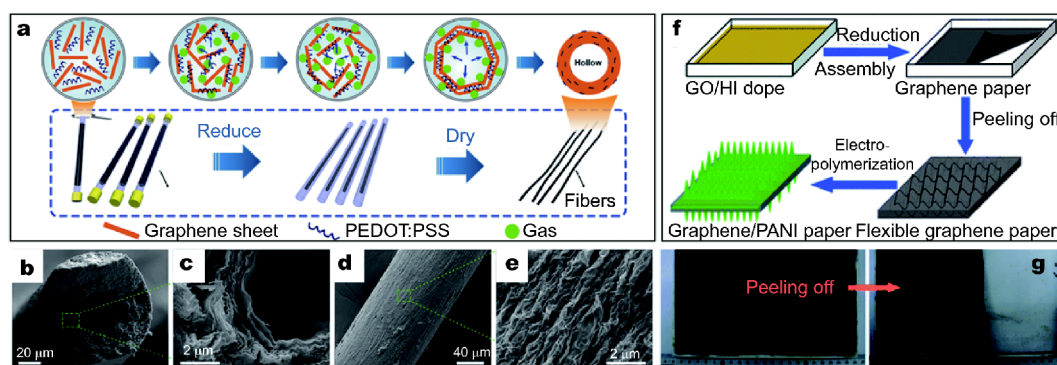 a
Hollow
Reduce
Dry
Fibers
Graphene sheet
PEDOT:PSS
Gas
b
20 μm
c
2 μm
d
40 μm
e
2 μm
f
Reduction
Assembly
GO/HI dope
Graphene paper
Peeling off
Electro-
polymerization
Graphene/PANI paper
Flexible graphene paper
Peeling off
g